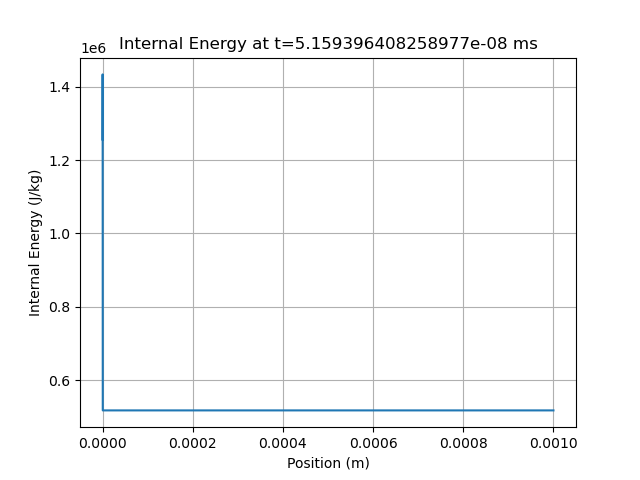 Internal Energy at t=5.159396408258977e-08 ms
1e6
1.4
1.2
1.0
0.8
0.6
Internal Energy (J/kg)
0.0000 0.0002 0.0004 0.0006 0.0008 0.0010
Position (m)